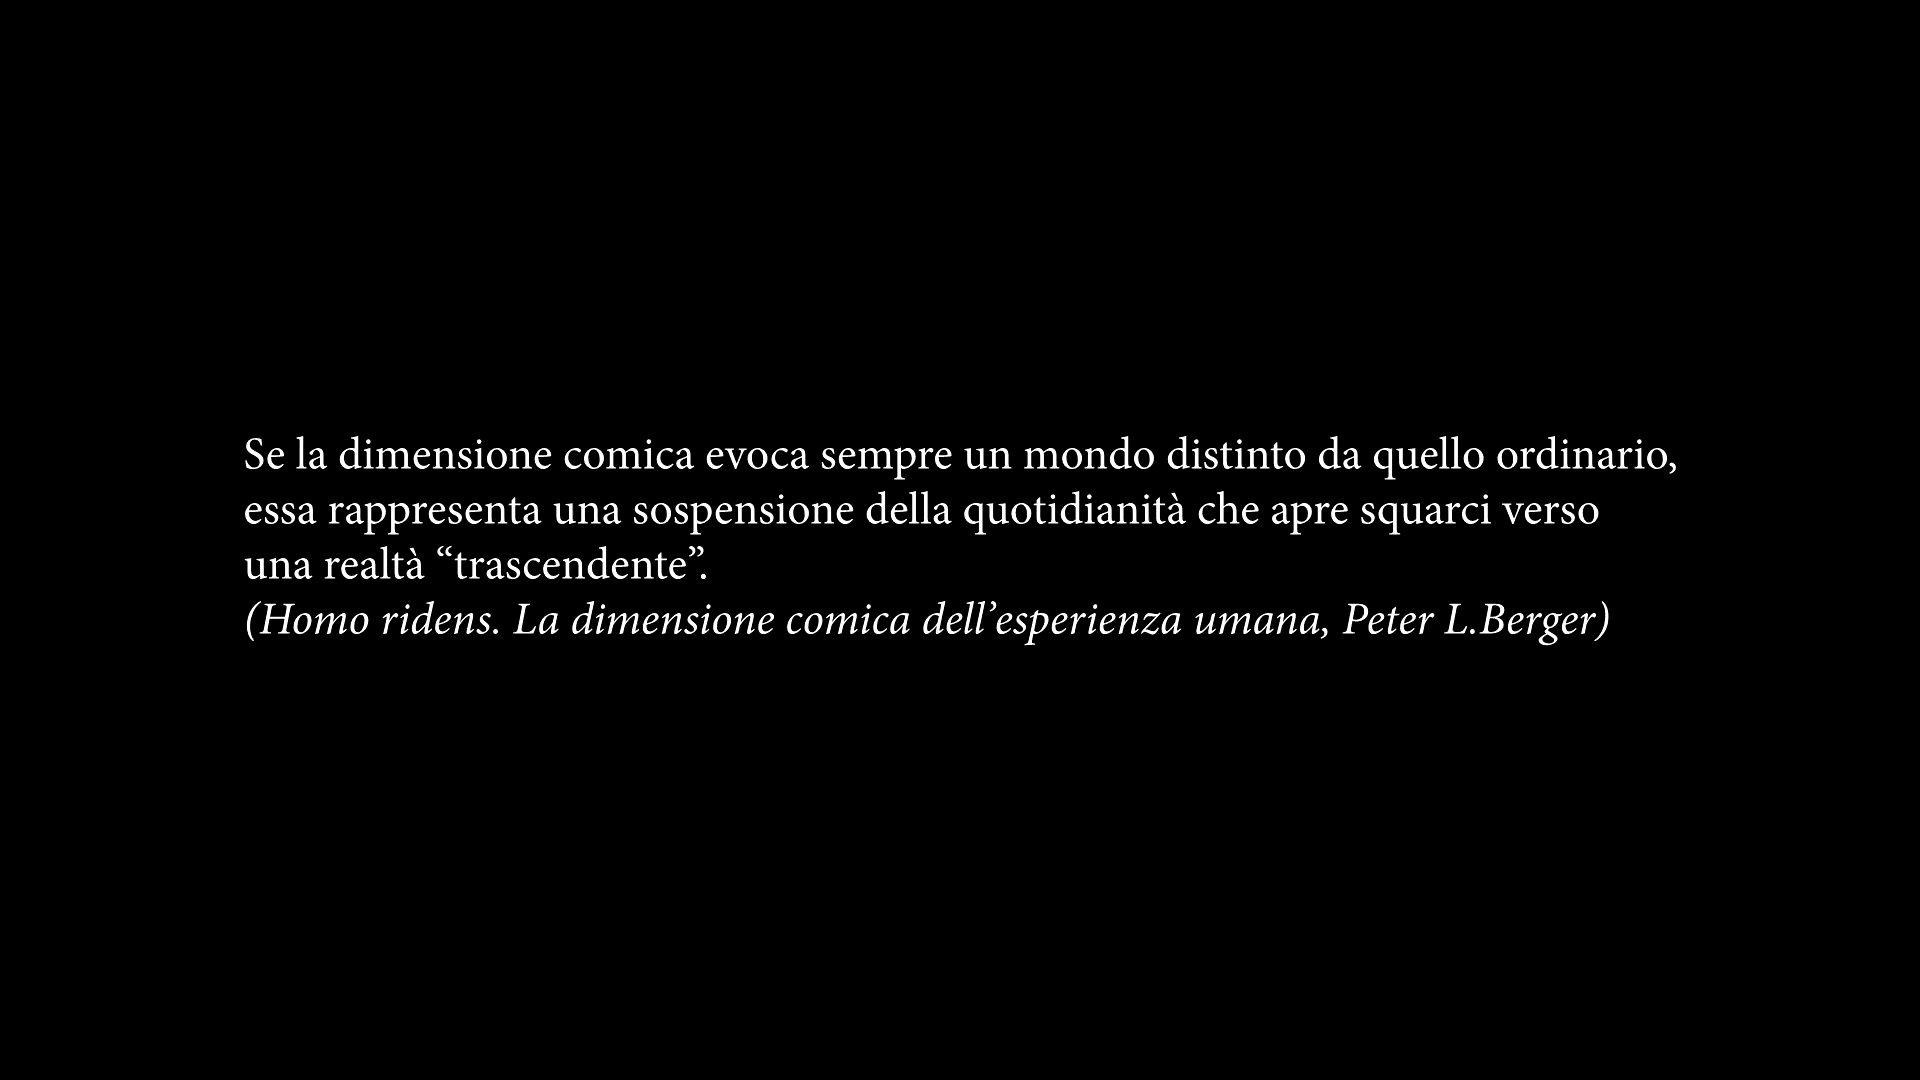 Se la dimensione comica evoca sempre un mondo distinto da quello ordinario,
essa rappresenta una sospensione della quotidianità che apre squarci verso
una realtà “trascendente”.
(Homo ridens. La dimensione comica dell’esperienza umana, Peter L.Berger)